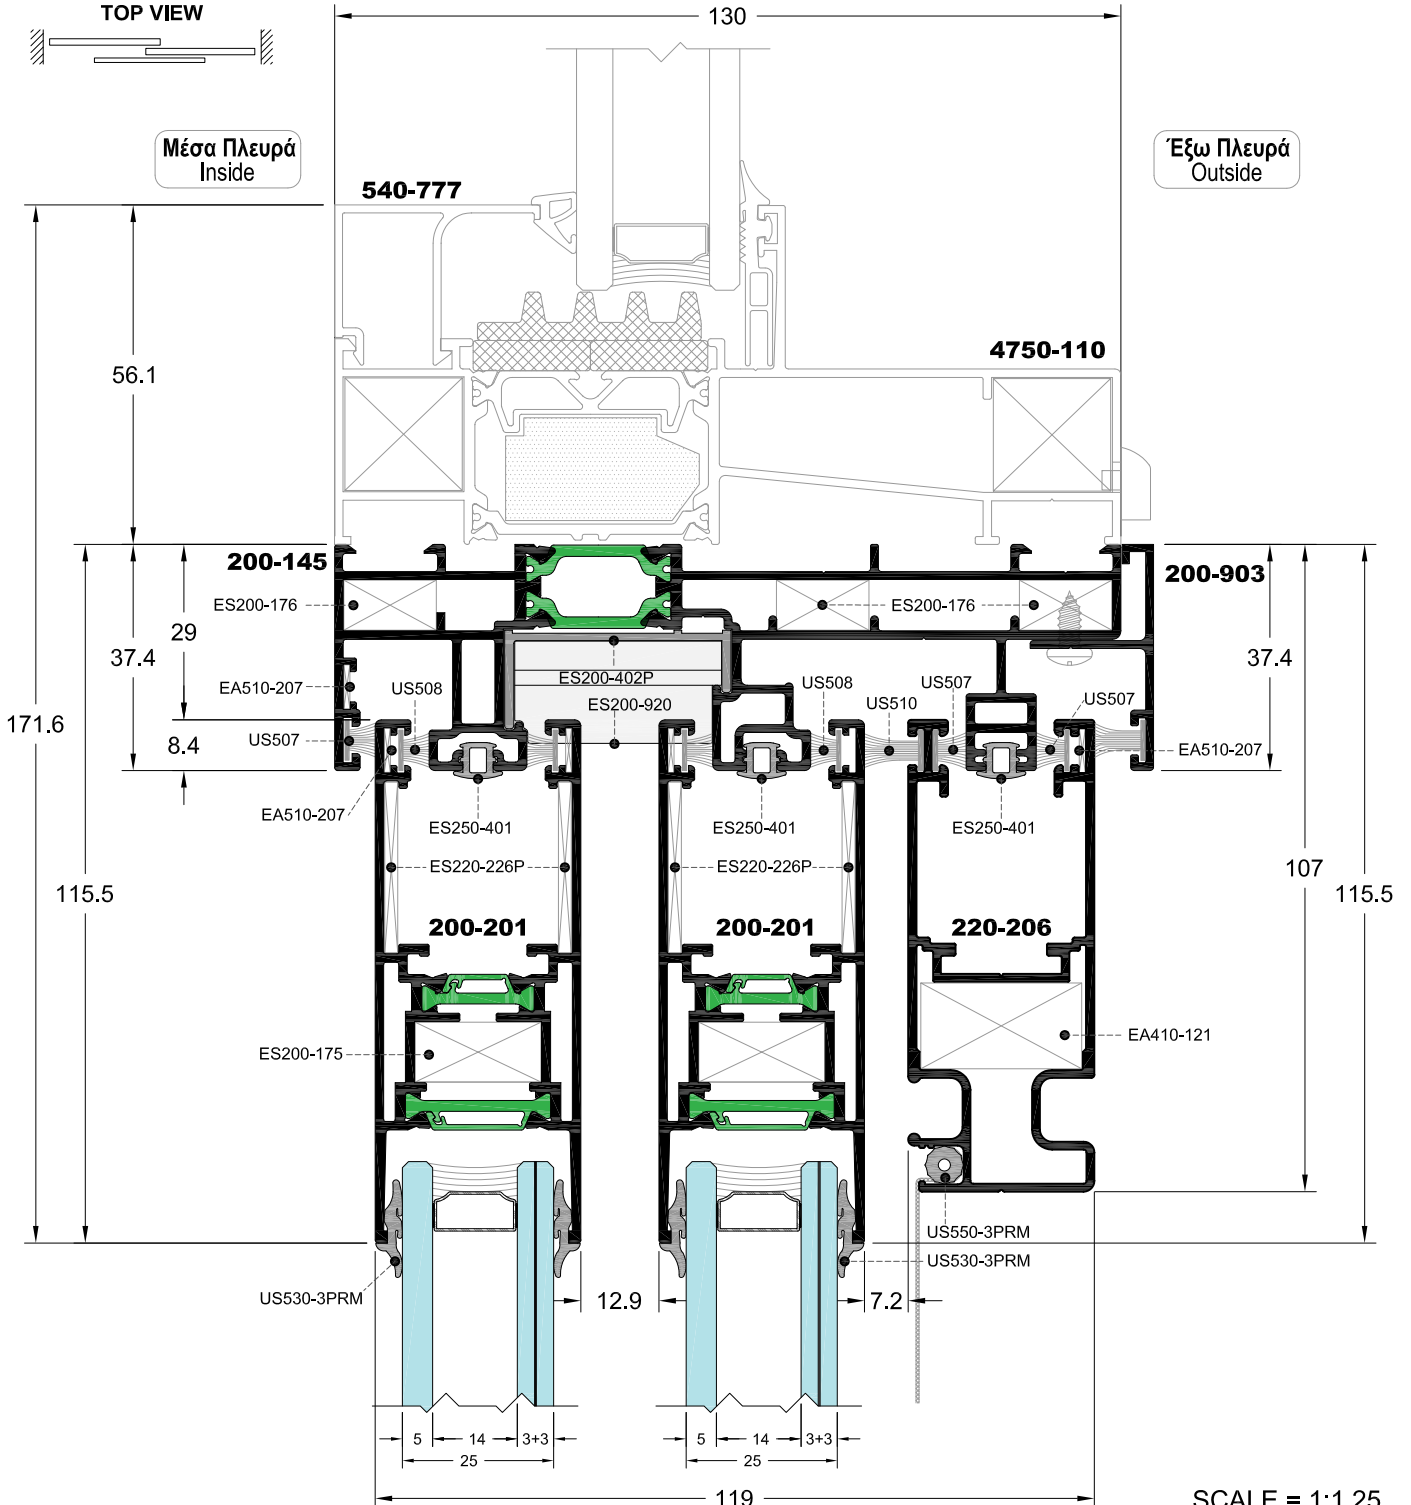 TOP VIEW
130
Μέσα Πλευρά
Inside
Έξω Πλευρά
Outside
540-777
4750-110
56.1
171.6
200-145
200-903
ES200-176
ES200-176
29
37.4
37.4
EA510-207
US508
ES200-402P
ES200-920
US508
US510
US507
US507
US507
EA510-207
8.4
EA510-207
ES250-401
ES250-401
ES250-401
ES220-226P
ES220-226P
107
115.5
115.5
200-201
200-201
220-206
ES200-175
EA410-121
US550-3PRM
US530-3PRM
US530-3PRM
12.9
7.2
5
14
3+3
25
5
14
3+3
25
119
SCALE = 1:1.25